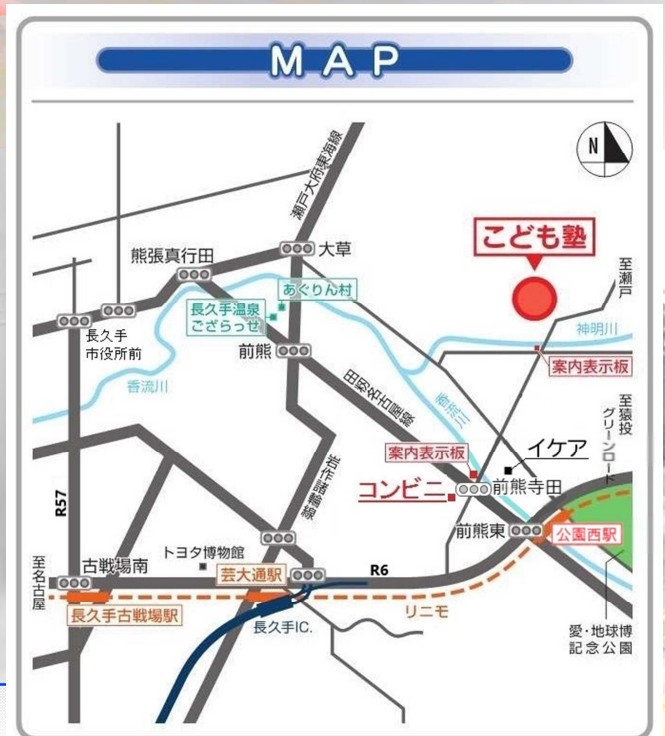 MAP
N
瀬戸大府東海線
大草
熊張真行田
こども塾
至瀬戸
あぐりん村
長久手温泉
ござらっせ
長久手
市役所前
前熊
神明川
案内表示板
香流川
田籾名古屋線
香流川
至猿投
グリーンロード
イケア
案内表示板
コンビニ
前熊寺田
岩作諸輪線
R57
前熊東
公園西駅
トヨタ博物館
古戦場南
至名古屋
芸大通駅
R6
リニモ
長久手古戦場駅
長久手IC.
愛・地球博
記念公園